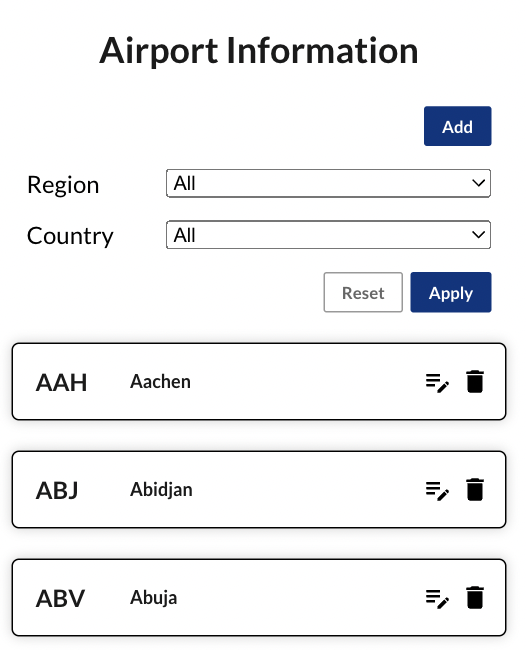 Airport Information
Add
Region All
Country All
Reset Apply
AAH Aachen
ABJ Abidjan
ABV Abuja